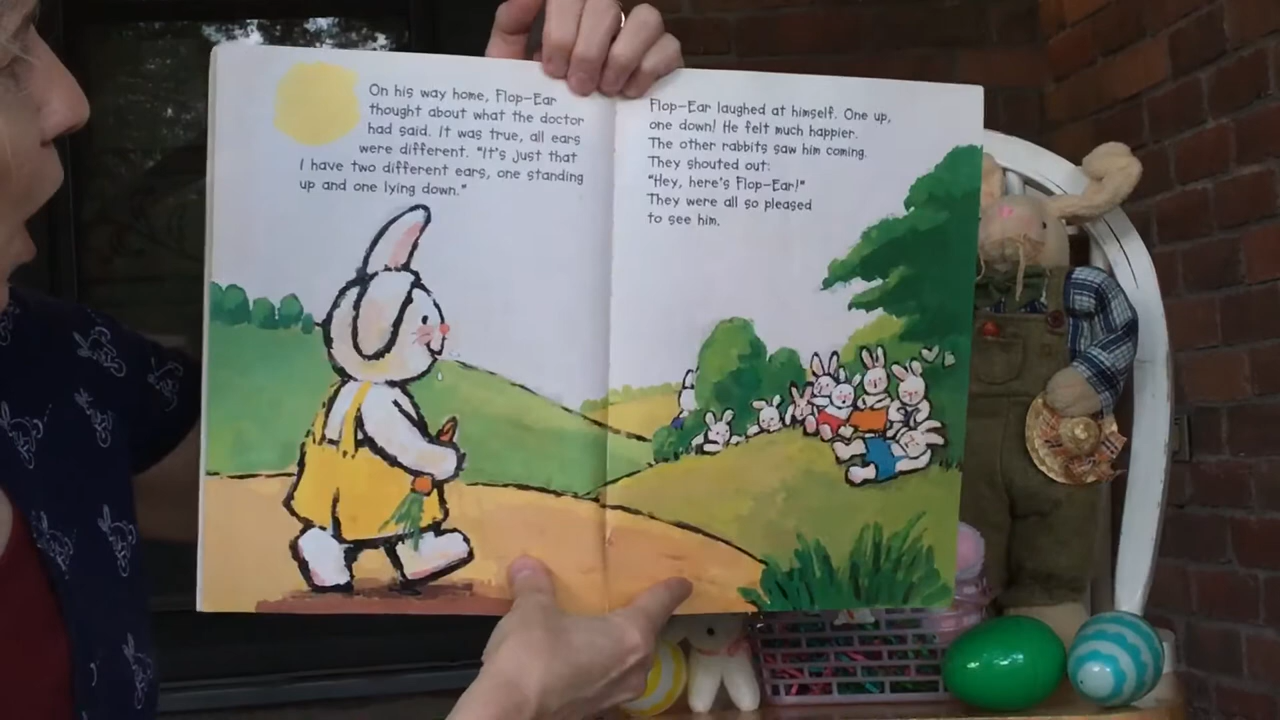 On his way home, Flop-Ear
thought about what the doctor
had said. It was true, all ears
were different. "It's just that
I have two different ears, one standing
up and one lying down."
Flop-Ear laughed at himself. One up,
one down! He felt much happier.
The other rabbits saw him coming.
They shouted out:
"Hey, here's Flop-Ear!"
They were all so pleased
to see him.